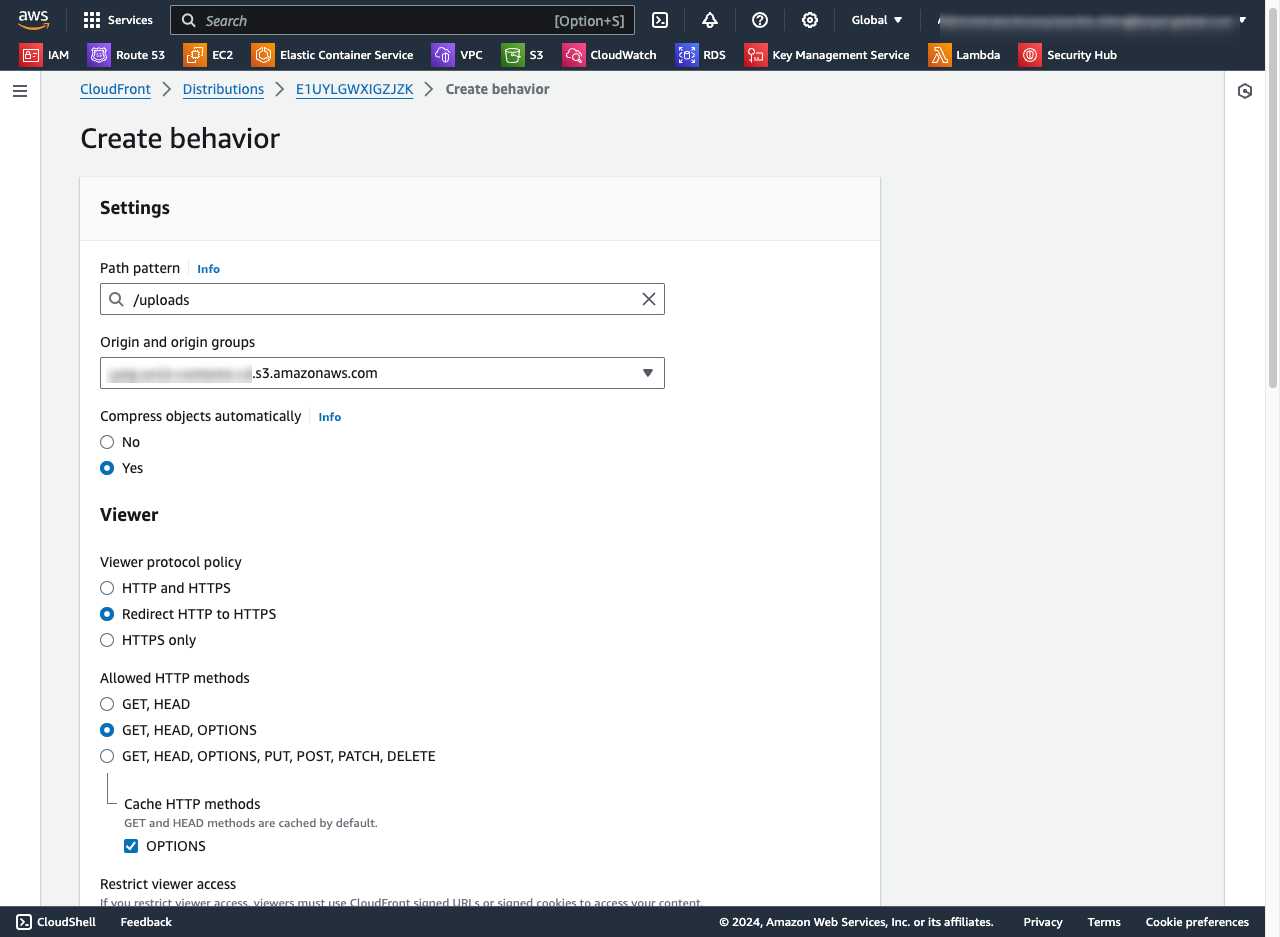 aws Services Search [Option+S] Global
IAM Route 53 EC2 Elastic Container Service VPC S3 CloudWatch RDS Key Management Service Lambda Security Hub
CloudFront Distributions E1UYLGWXIGZJZK Create behavior
Create behavior
Settings
Path pattern Info
/uploads
Origin and origin groups
.s3.amazonaws.com
Compress objects automatically Info
No
Yes
Viewer
Viewer protocol policy
HTTP and HTTPS
Redirect HTTP to HTTPS
HTTPS only
Allowed HTTP methods
GET, HEAD
GET, HEAD, OPTIONS
GET, HEAD, OPTIONS, PUT, POST, PATCH, DELETE
Cache HTTP methods
GET and HEAD methods are cached by default.
OPTIONS
Restrict viewer access
If you restrict viewer access, viewers must use CloudFront signed URLs or signed cookies to access your content.
CloudShell Feedback © 2024, Amazon Web Services, Inc. or its affiliates. Privacy Terms Cookie preferences